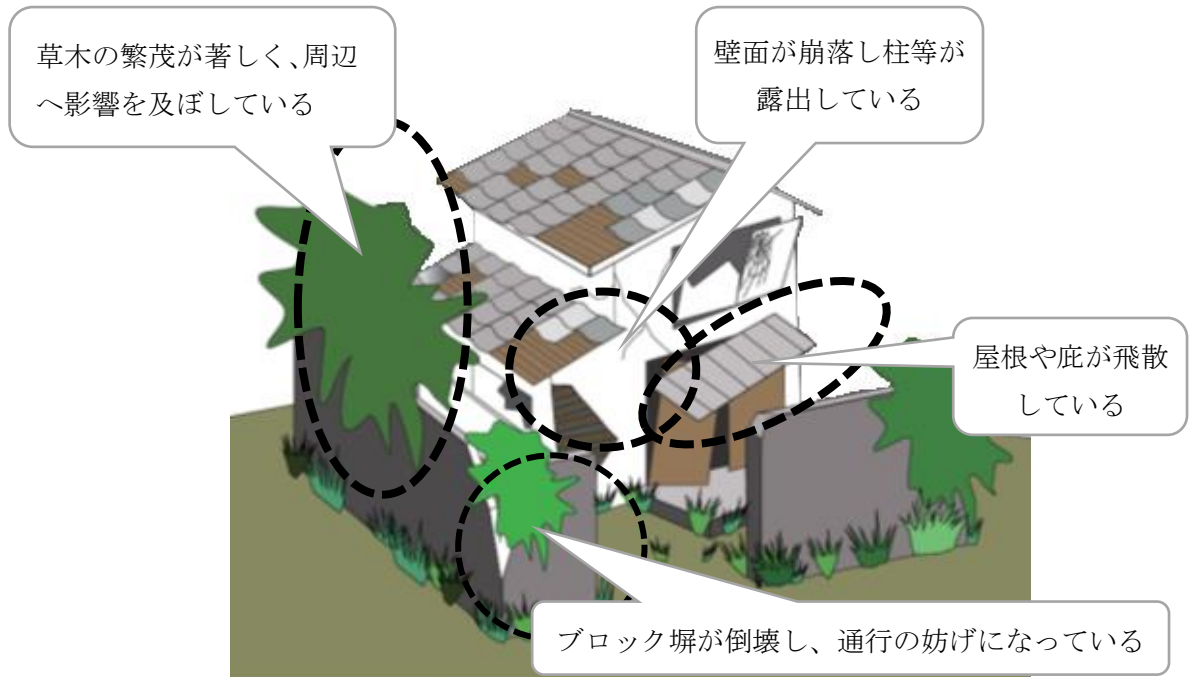 草木の繁茂が著しく、周辺
へ影響を及ぼしている
壁面が崩落し柱等が
露出している
屋根や庇が飛散
している
ブロック塀が倒壊し、通行の妨げになっている